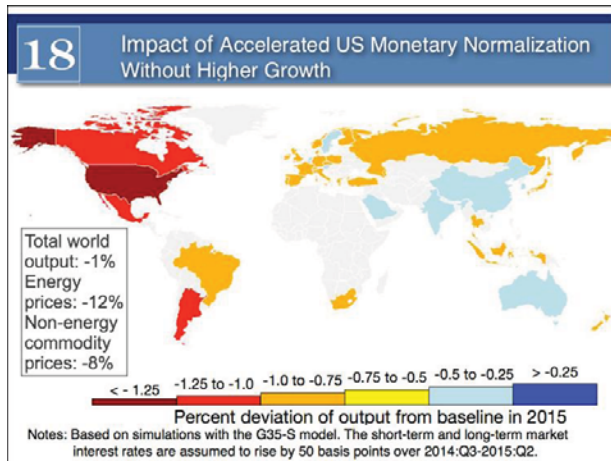 18
Impact of Accelerated US Monetary Normalization
Without Higher Growth
Total world
output: -1%
Energy
prices: -12%
Non-energy
commodity
prices: -8%
< - 1.25
-1.25 to -1.0
-1.0 to -0.75
-0.75 to -0.5
-0.5 to -0.25
> -0.25
Percent deviation of output from baseline in 2015
Notes: Based on simulations with the G35-S model. The short-term and long-term market
interest rates are assumed to rise by 50 basis points over 2014:Q3-2015:Q2.